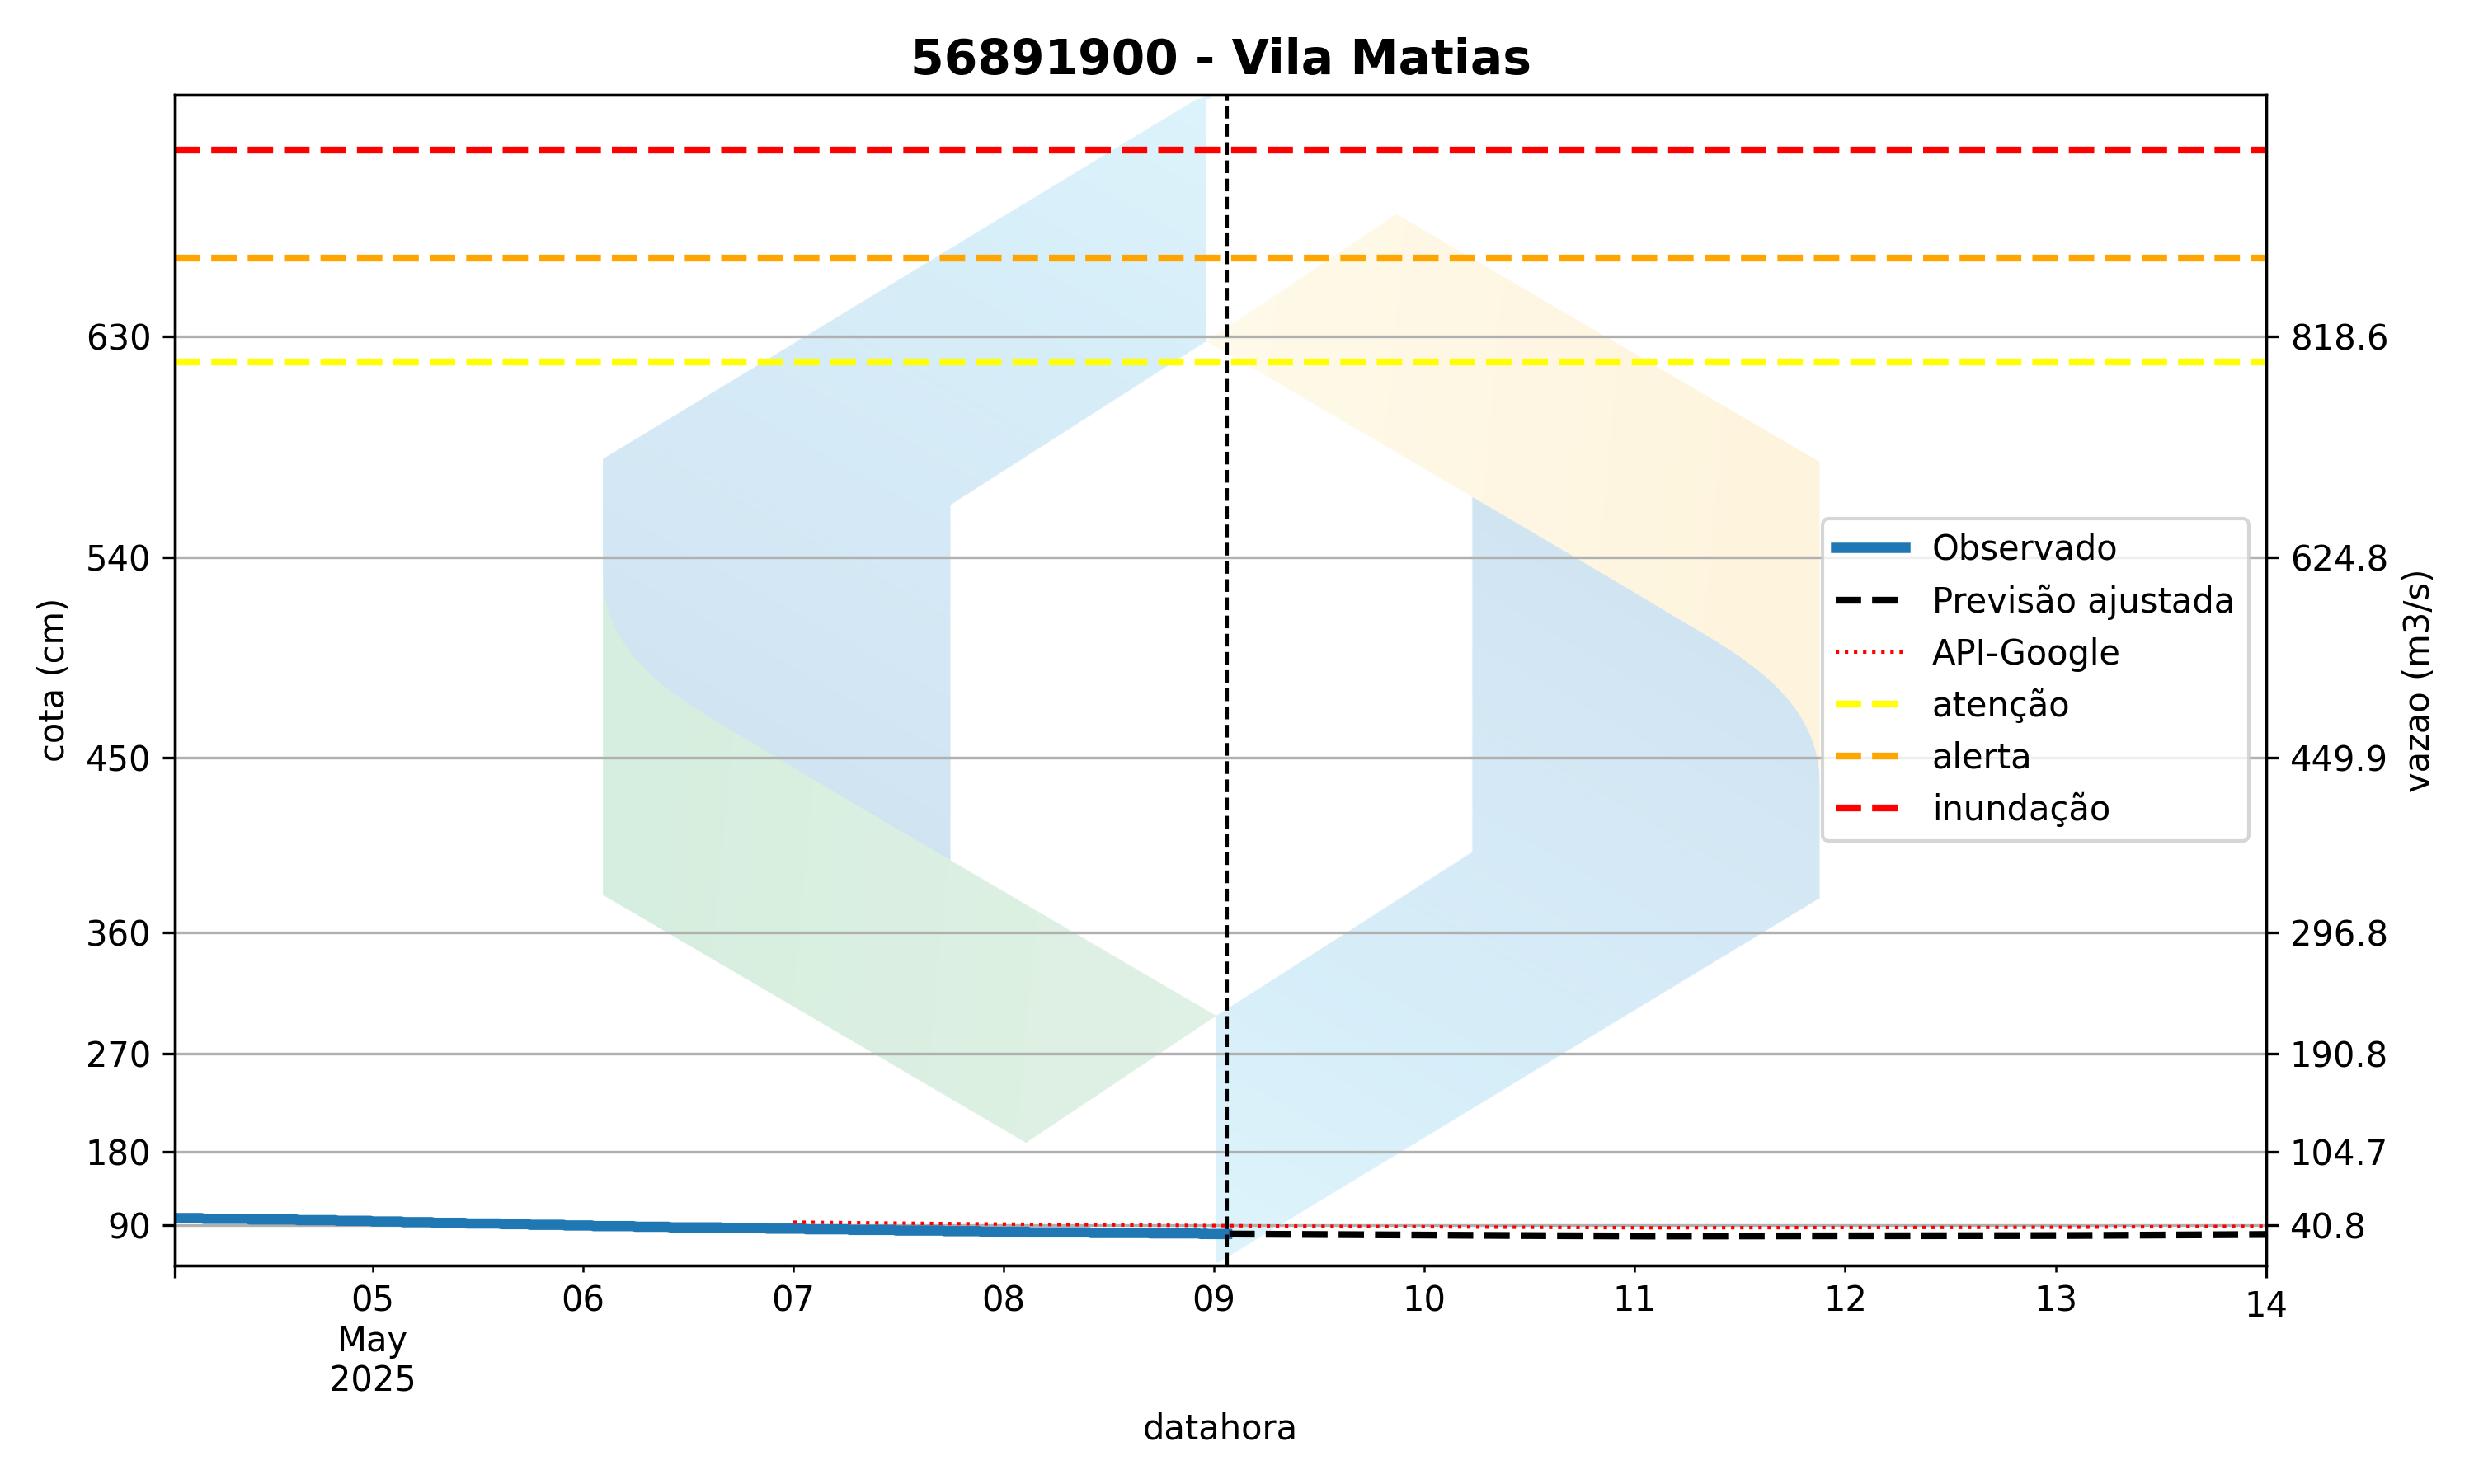 56891900 - Vila Matias
cota (cm)
630
540
450
360
270
180
90
818.6
624.8
449.9
296.8
190.8
104.7
40.8
vazao (m3/s)
Observado
Previsão ajustada
API-Google
atenção
alerta
inundação
05 06 07 08 09 10 11 12 13 14
May
2025
datahora